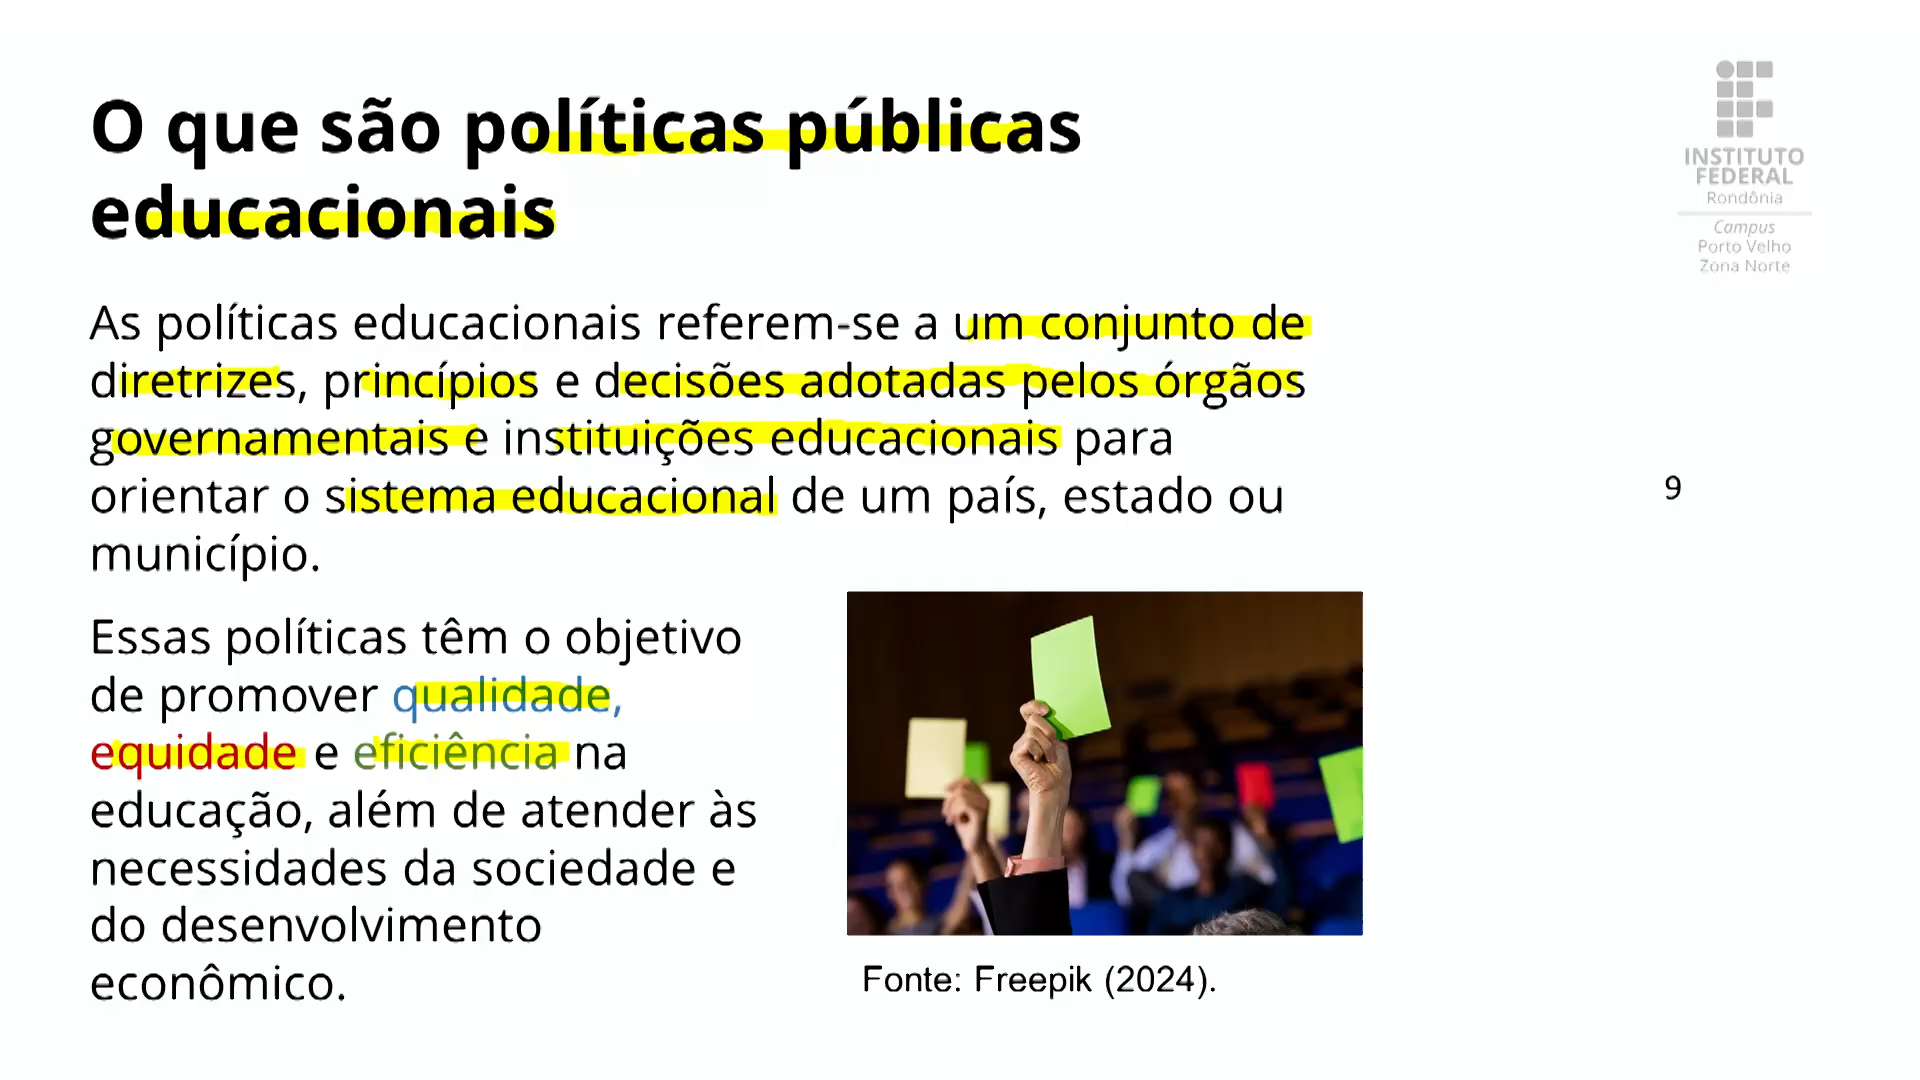 O que são políticas públicas
educacionais
INSTITUTO
FEDERAL
Rondônia
Campus
Porto Velho
Zona Norte
As políticas educacionais referem-se a um conjunto de
diretrizes, princípios e decisões adotadas pelos órgãos
governamentais e instituições educacionais para
orientar o sistema educacional de um país, estado ou
município.
9
Essas políticas têm o objetivo
de promover qualidade,
equidade e eficiência na
educação, além de atender às
necessidades da sociedade e
do desenvolvimento
econômico.
Fonte: Freepik (2024).